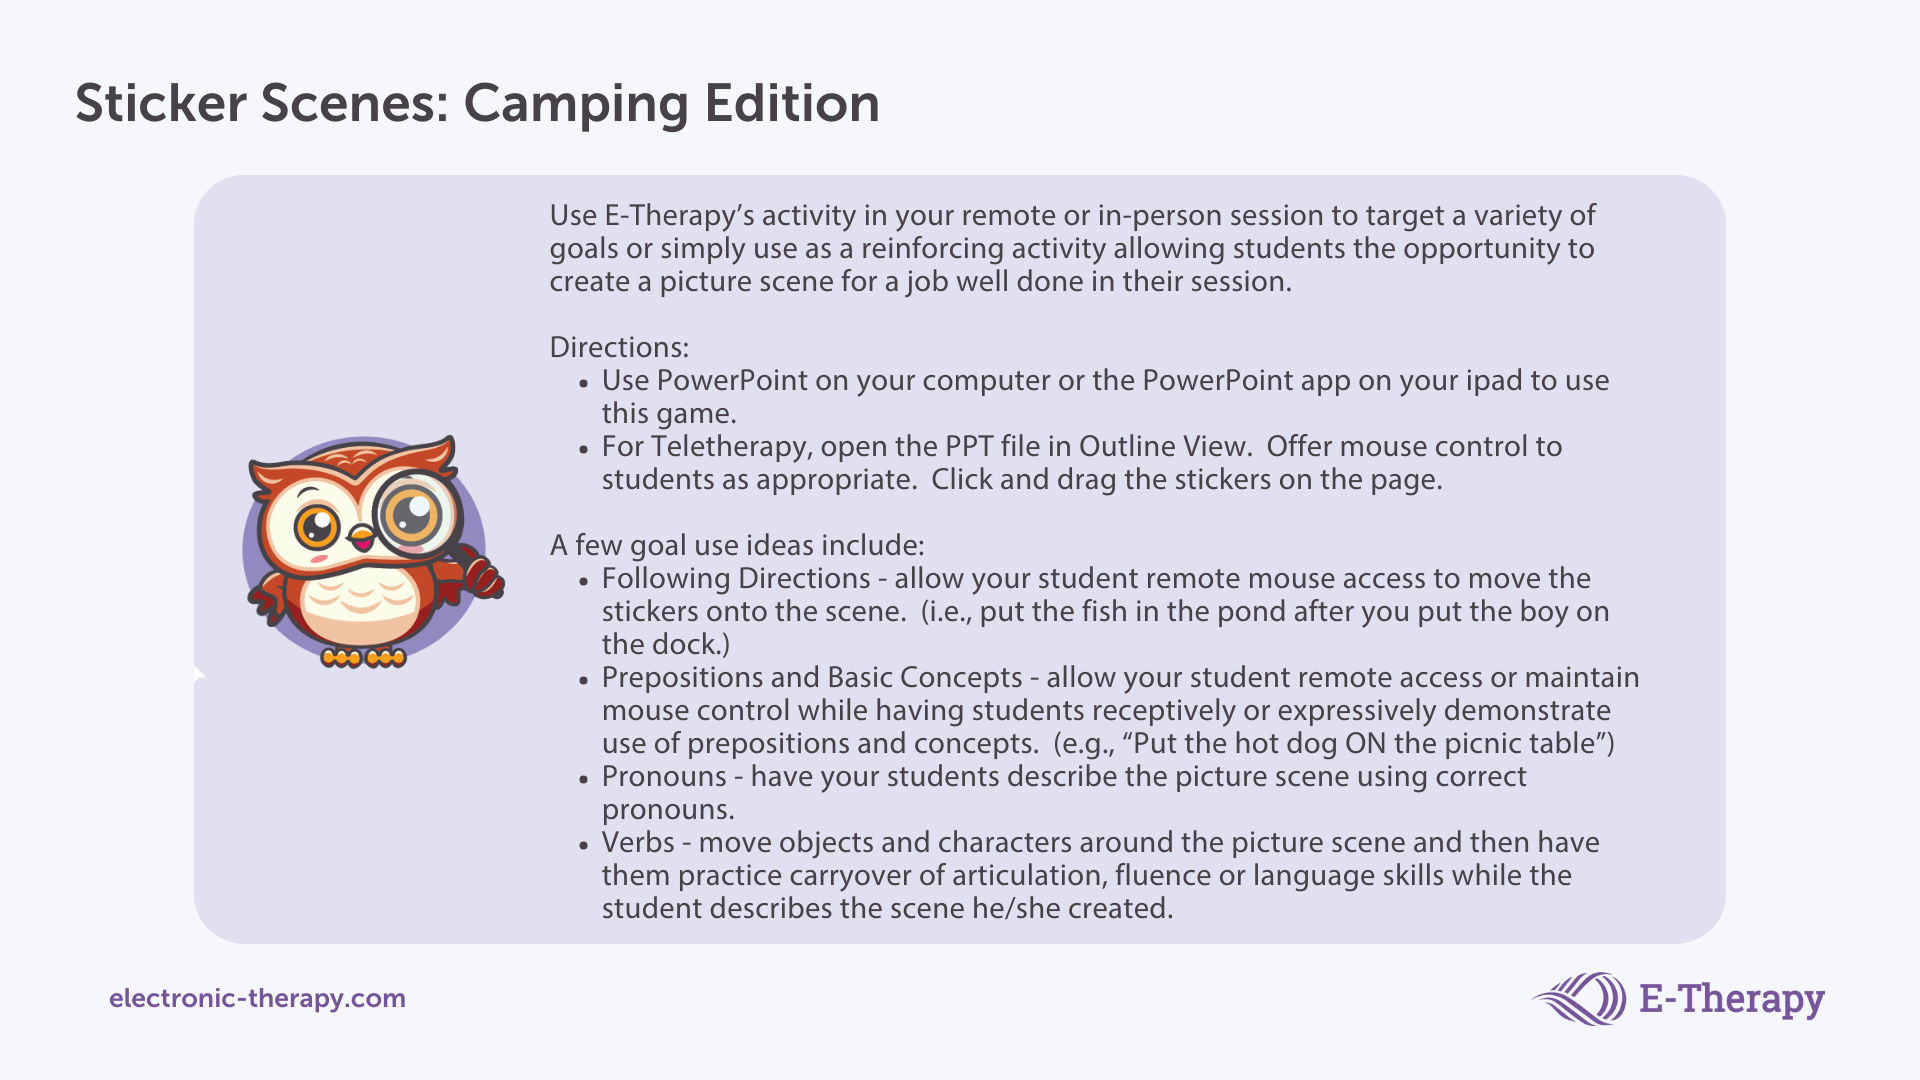 Sticker Scenes: Camping Edition
Use E-Therapy’s activity in your remote or in-person session to target a variety of
goals or simply use as a reinforcing activity allowing students the opportunity to
create a picture scene for a job well done in their session.
Directions:
• Use PowerPoint on your computer or the PowerPoint app on your ipad to use
this game.
• For Teletherapy, open the PPT file in Outline View.  Offer mouse control to
students as appropriate.  Click and drag the stickers on the page.
A few goal use ideas include:
• Following Directions - allow your student remote mouse access to move the
stickers onto the scene.  (i.e., put the fish in the pond after you put the boy on
the dock.)
• Prepositions and Basic Concepts - allow your student remote access or maintain
mouse control while having students receptively or expressively demonstrate
use of prepositions and concepts.  (e.g., “Put the hot dog ON the picnic table”)
• Pronouns - have your students describe the picture scene using correct
pronouns.
• Verbs - move objects and characters around the picture scene and then have
them practice carryover of articulation, fluence or language skills while the
student describes the scene he/she created.
electronic-therapy.com
E-Therapy